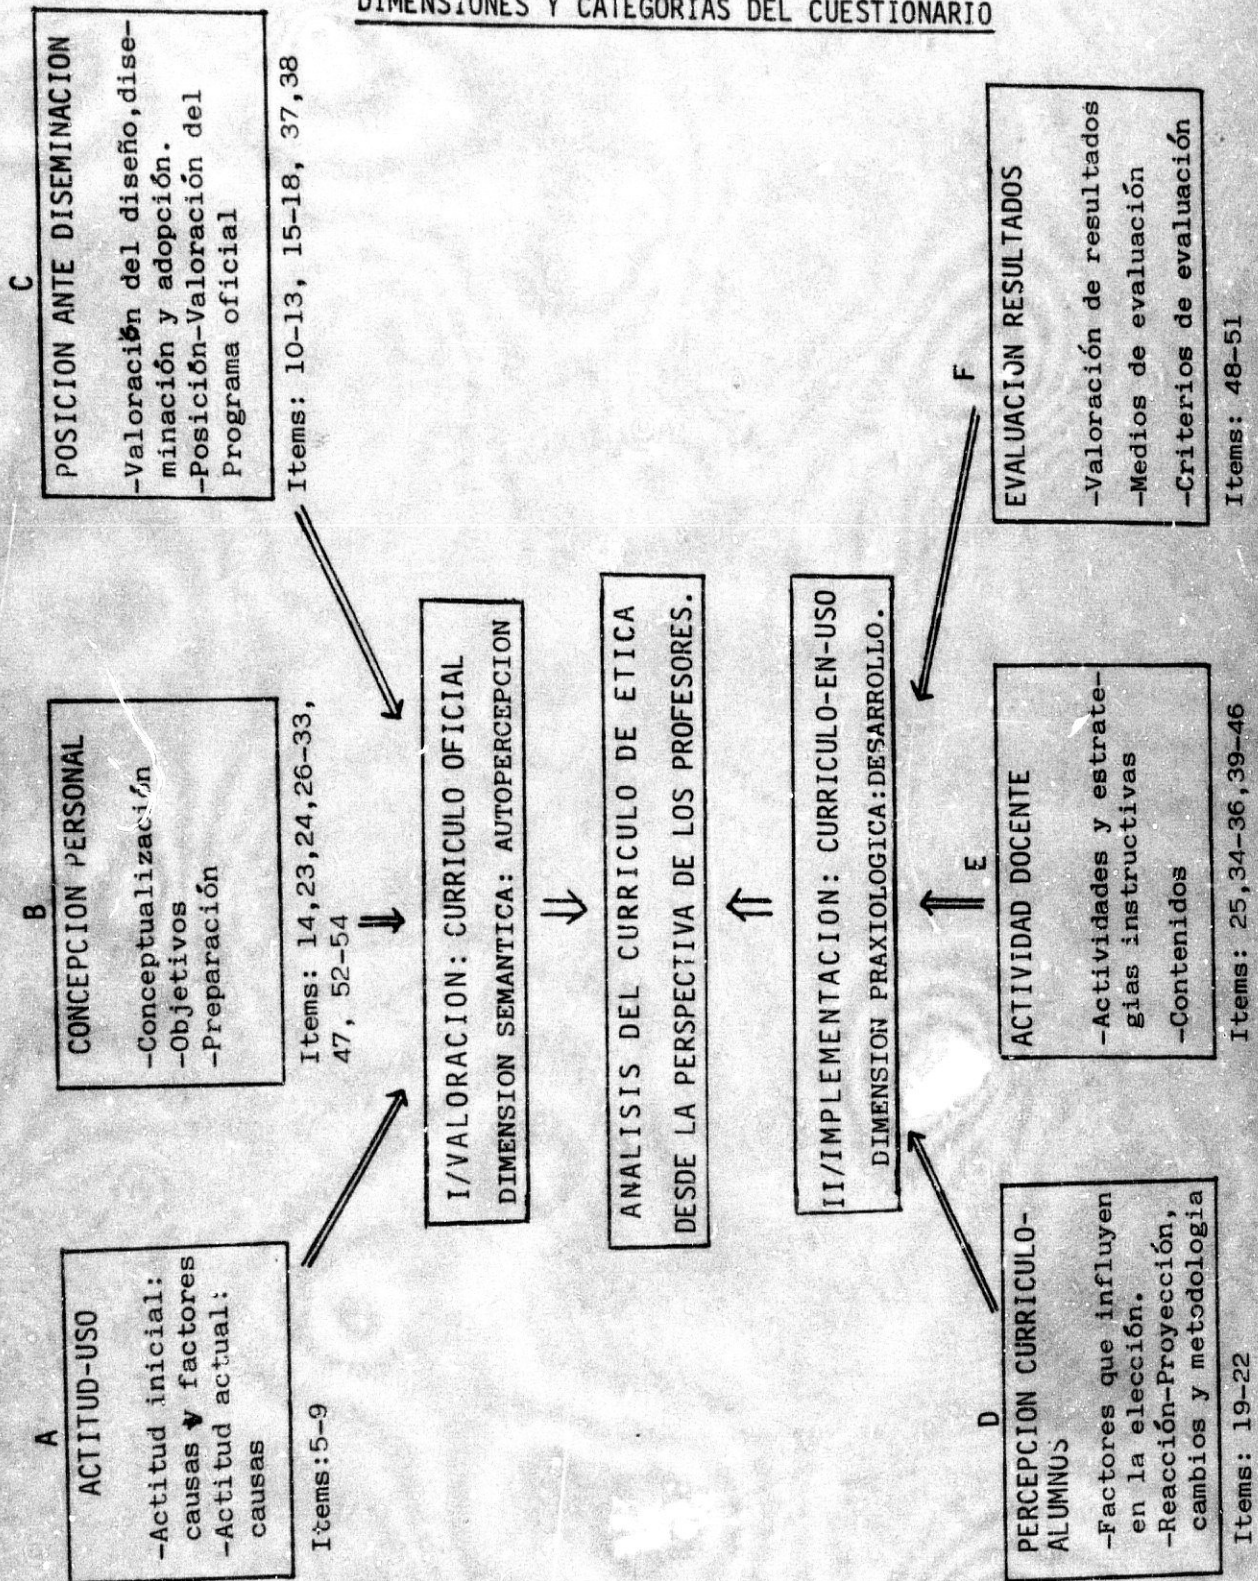 DIMENSIONES Y CATEGORIAS DEL CUESTIONARIO
A
ACTITUD-USO
-Actitud inicial:
causas y factores
-Actitud actual:
causas
Items:5-9
B
CONCEPCION PERSONAL
-Conceptualización
-Objetivos
-Preparación
Items: 14,23,24,26-33,
47, 52-54
C
POSICION ANTE DISEMINACION
-Valoración del diseño,dise-
minación y adopción.
-Posición-Valoración del
Programa oficial
Items: 10-13, 15-18, 37,38
I/VALORACION: CURRICULO OFICIAL
DIMENSION SEMANTICA: AUTOPERCEPCION
ANALISIS DEL CURRICULO DE ETICA
DESDE LA PERSPECTIVA DE LOS PROFESORES.
II/IMPLEMENTACION: CURRICULO-EN-USO
DIMENSION PRAXIOLOGICA:DESARROLLO.
D
PERCEPCION CURRICULO-
ALUMNOS
-Factores que influyen
en la elección.
-Reacción-Proyección,
cambios y metodologia
Items: 19-22
E
ACTIVIDAD DOCENTE
-Actividades y estrate-
gias instructivas
-Contenidos
Items: 25,34-36,39-46
F
EVALUACION RESULTADOS
-Valoración de resultados
-Medios de evaluación
-Criterios de evaluación
Items: 48-51